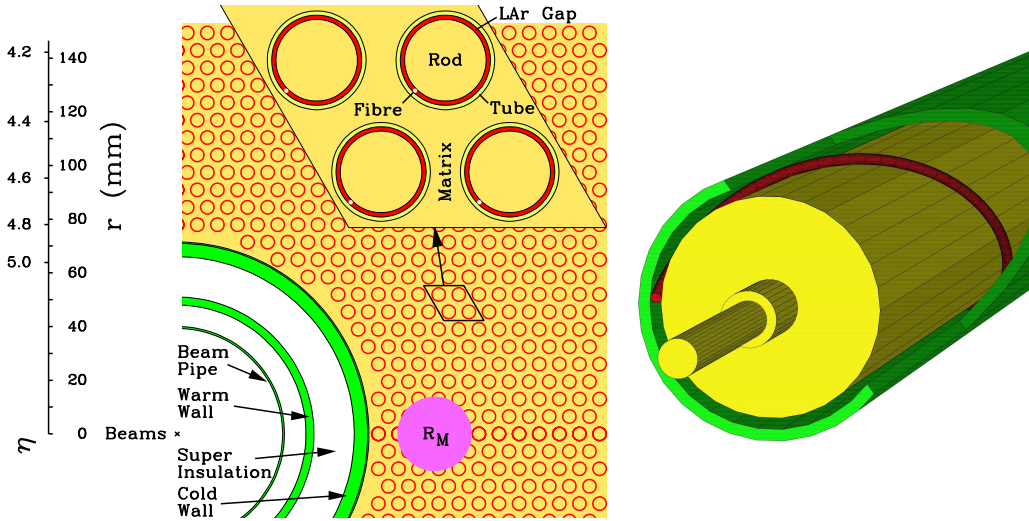 LAr Gap
Rod
Fibre
Tube
Matrix
4.2
4.4
4.6
4.8
5.0
η
140
120
100
80
60
40
20
0
r (mm)
Beam
Pipe
Warm
Wall
Beams ×
Super
Insulation
Cold
Wall
RM